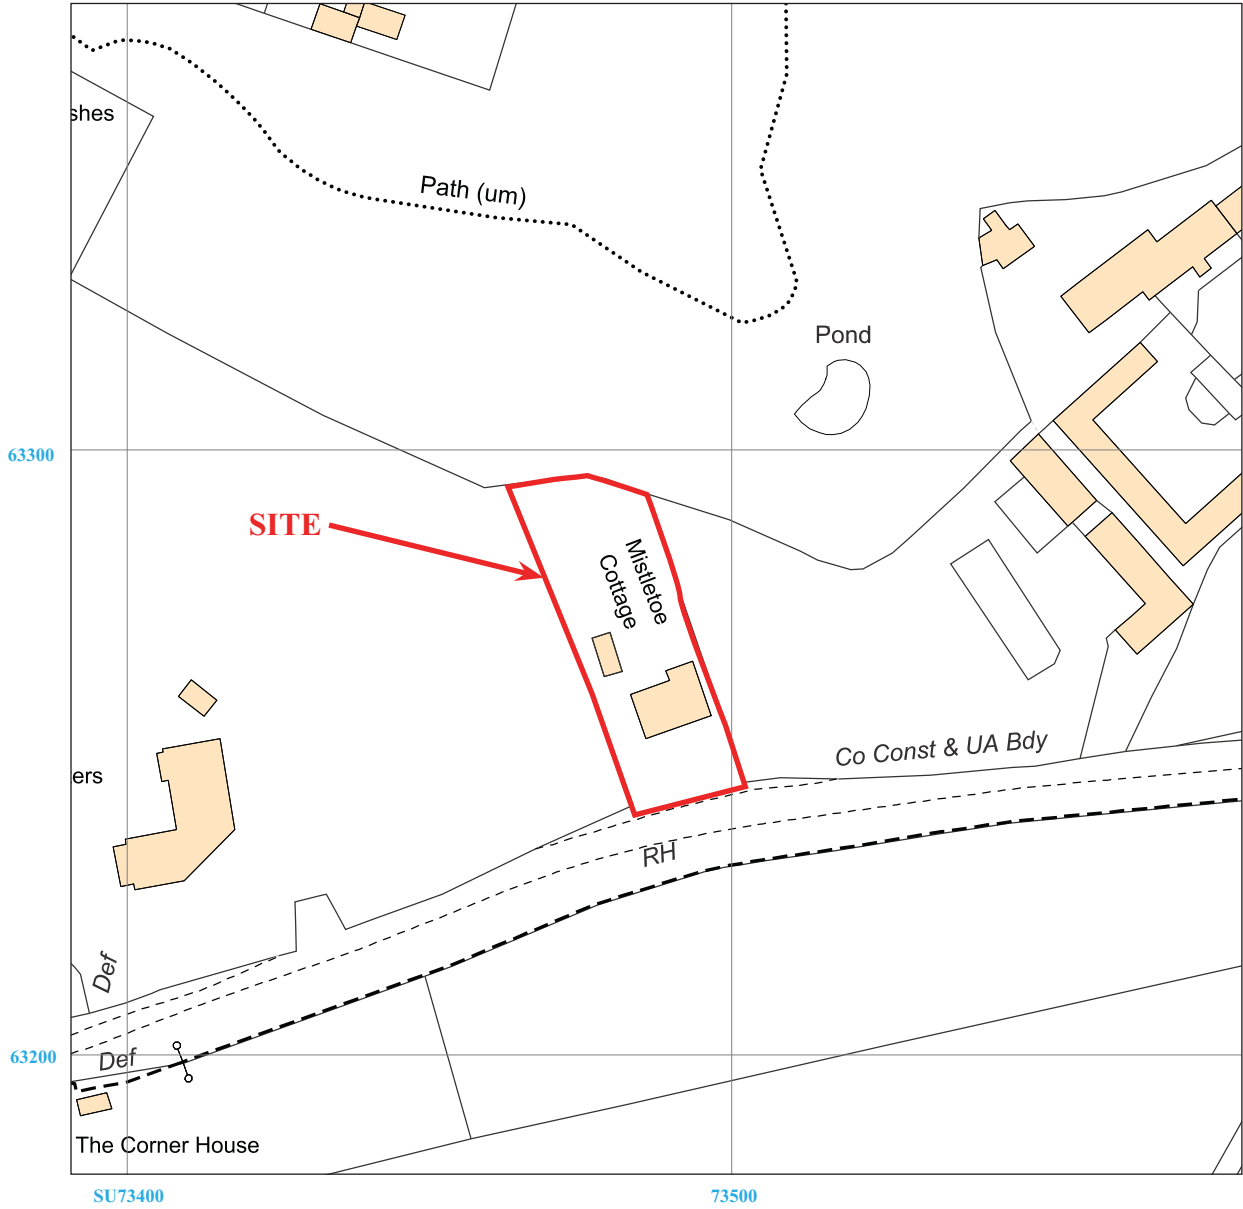 shes
Path (um)
Pond
63300
SITE
Mistletoe
Cottage
Co Const & UA Bdy
ers
RH
Def
63200
Def
The Corner House
SU73400
73500